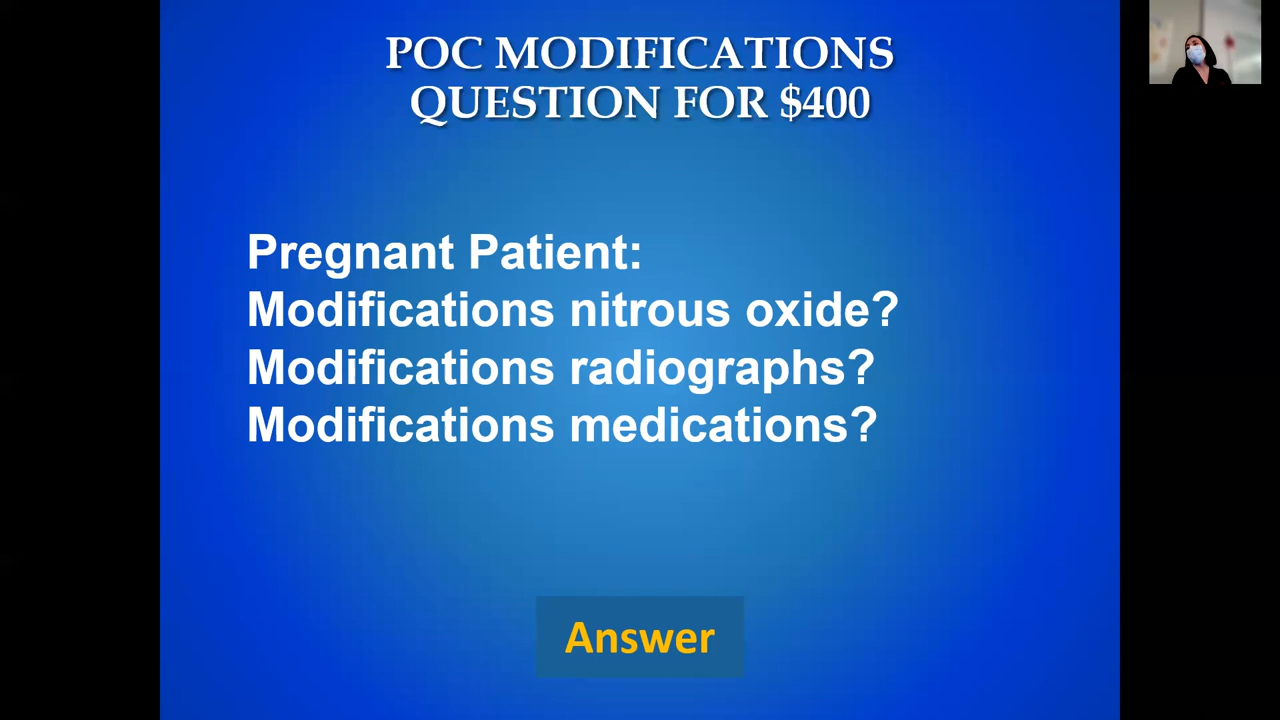 POC MODIFICATIONS
QUESTION FOR $400
Pregnant Patient:
Modifications nitrous oxide?
Modifications radiographs?
Modifications medications?
Answer